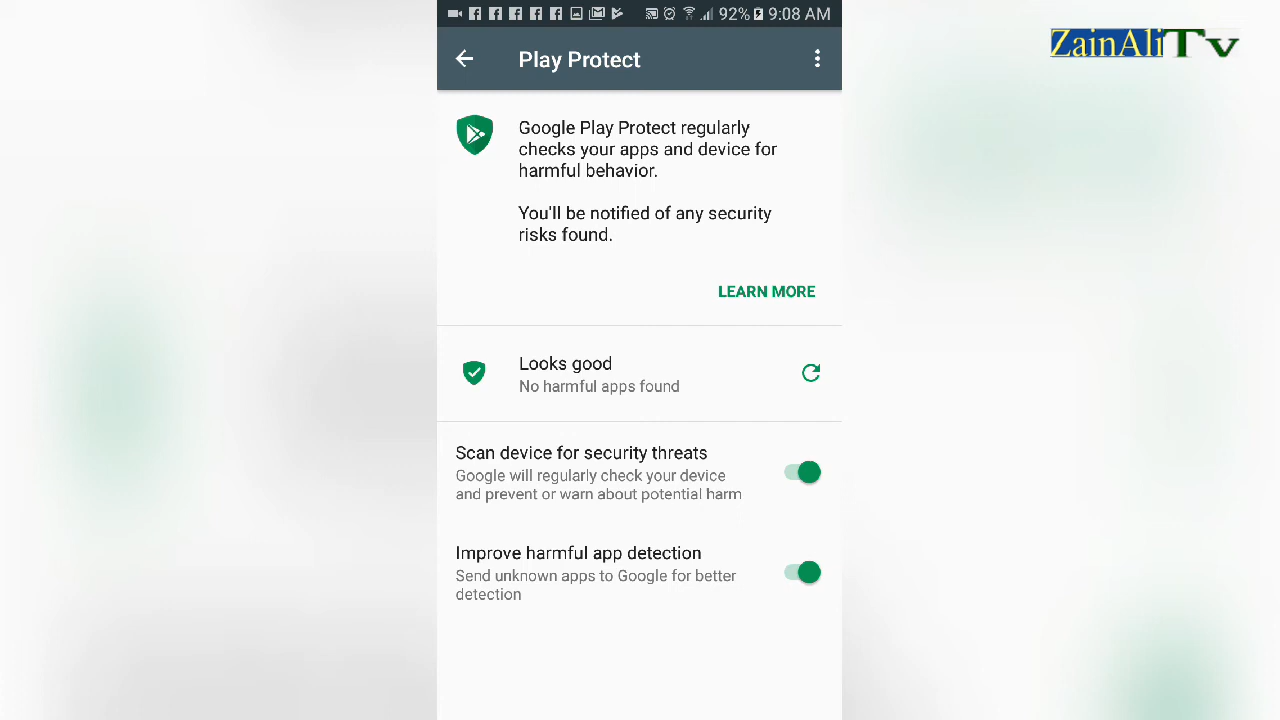 92% 9:08 AM
ZainAliTv
Play Protect
Google Play Protect regularly
checks your apps and device for
harmful behavior.
You'll be notified of any security
risks found.
LEARN MORE
Looks good
No harmful apps found
Scan device for security threats
Google will regularly check your device
and prevent or warn about potential harm
Improve harmful app detection
Send unknown apps to Google for better
detection